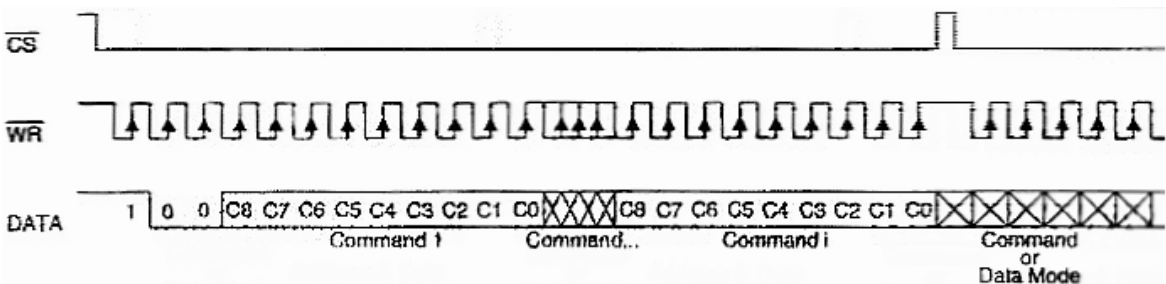 CS
WR
DATA 1 0 0 C8 C7 C6 C5 C4 C3 C2 C1 C0 C8 C7 C6 C5 C4 C3 C2 C1 C0
Command 1 Command... Command i Command
or
Data Mode